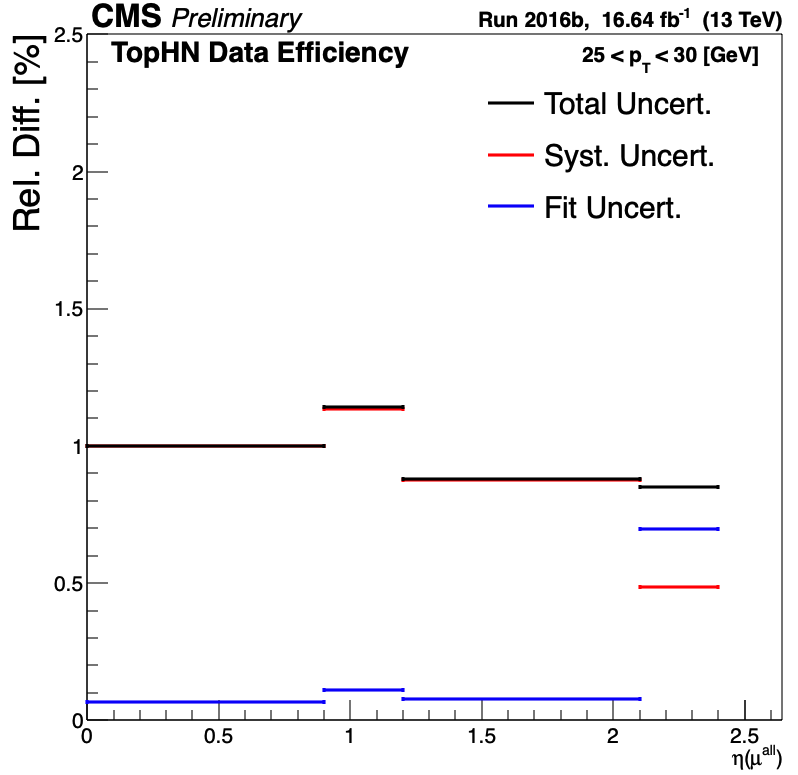 CMS Preliminary
Run 2016b, 16.64 fb⁻¹ (13 TeV)
TopHN Data Efficiency
25 < p_T < 30 [GeV]
Total Uncert.
Syst. Uncert.
Fit Uncert.
Rel. Diff. [%]
2.5
2
1.5
1
0.5
0
0 0.5 1 1.5 2 2.5
η(μ^all)